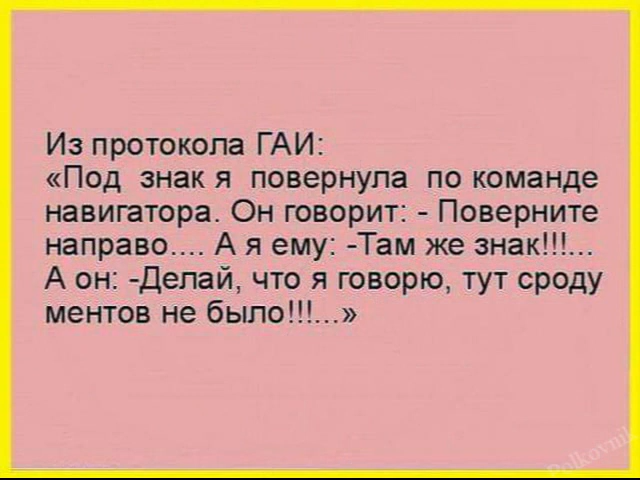 Из протокола ГАИ:
«Под знак я повернула по команде
навигатора. Он говорит: - Поверните
направо.... А я ему: -Там же знак!!!...
А он: -Делай, что я говорю, тут сроду
ментов не было!!!...»
Polkovnik